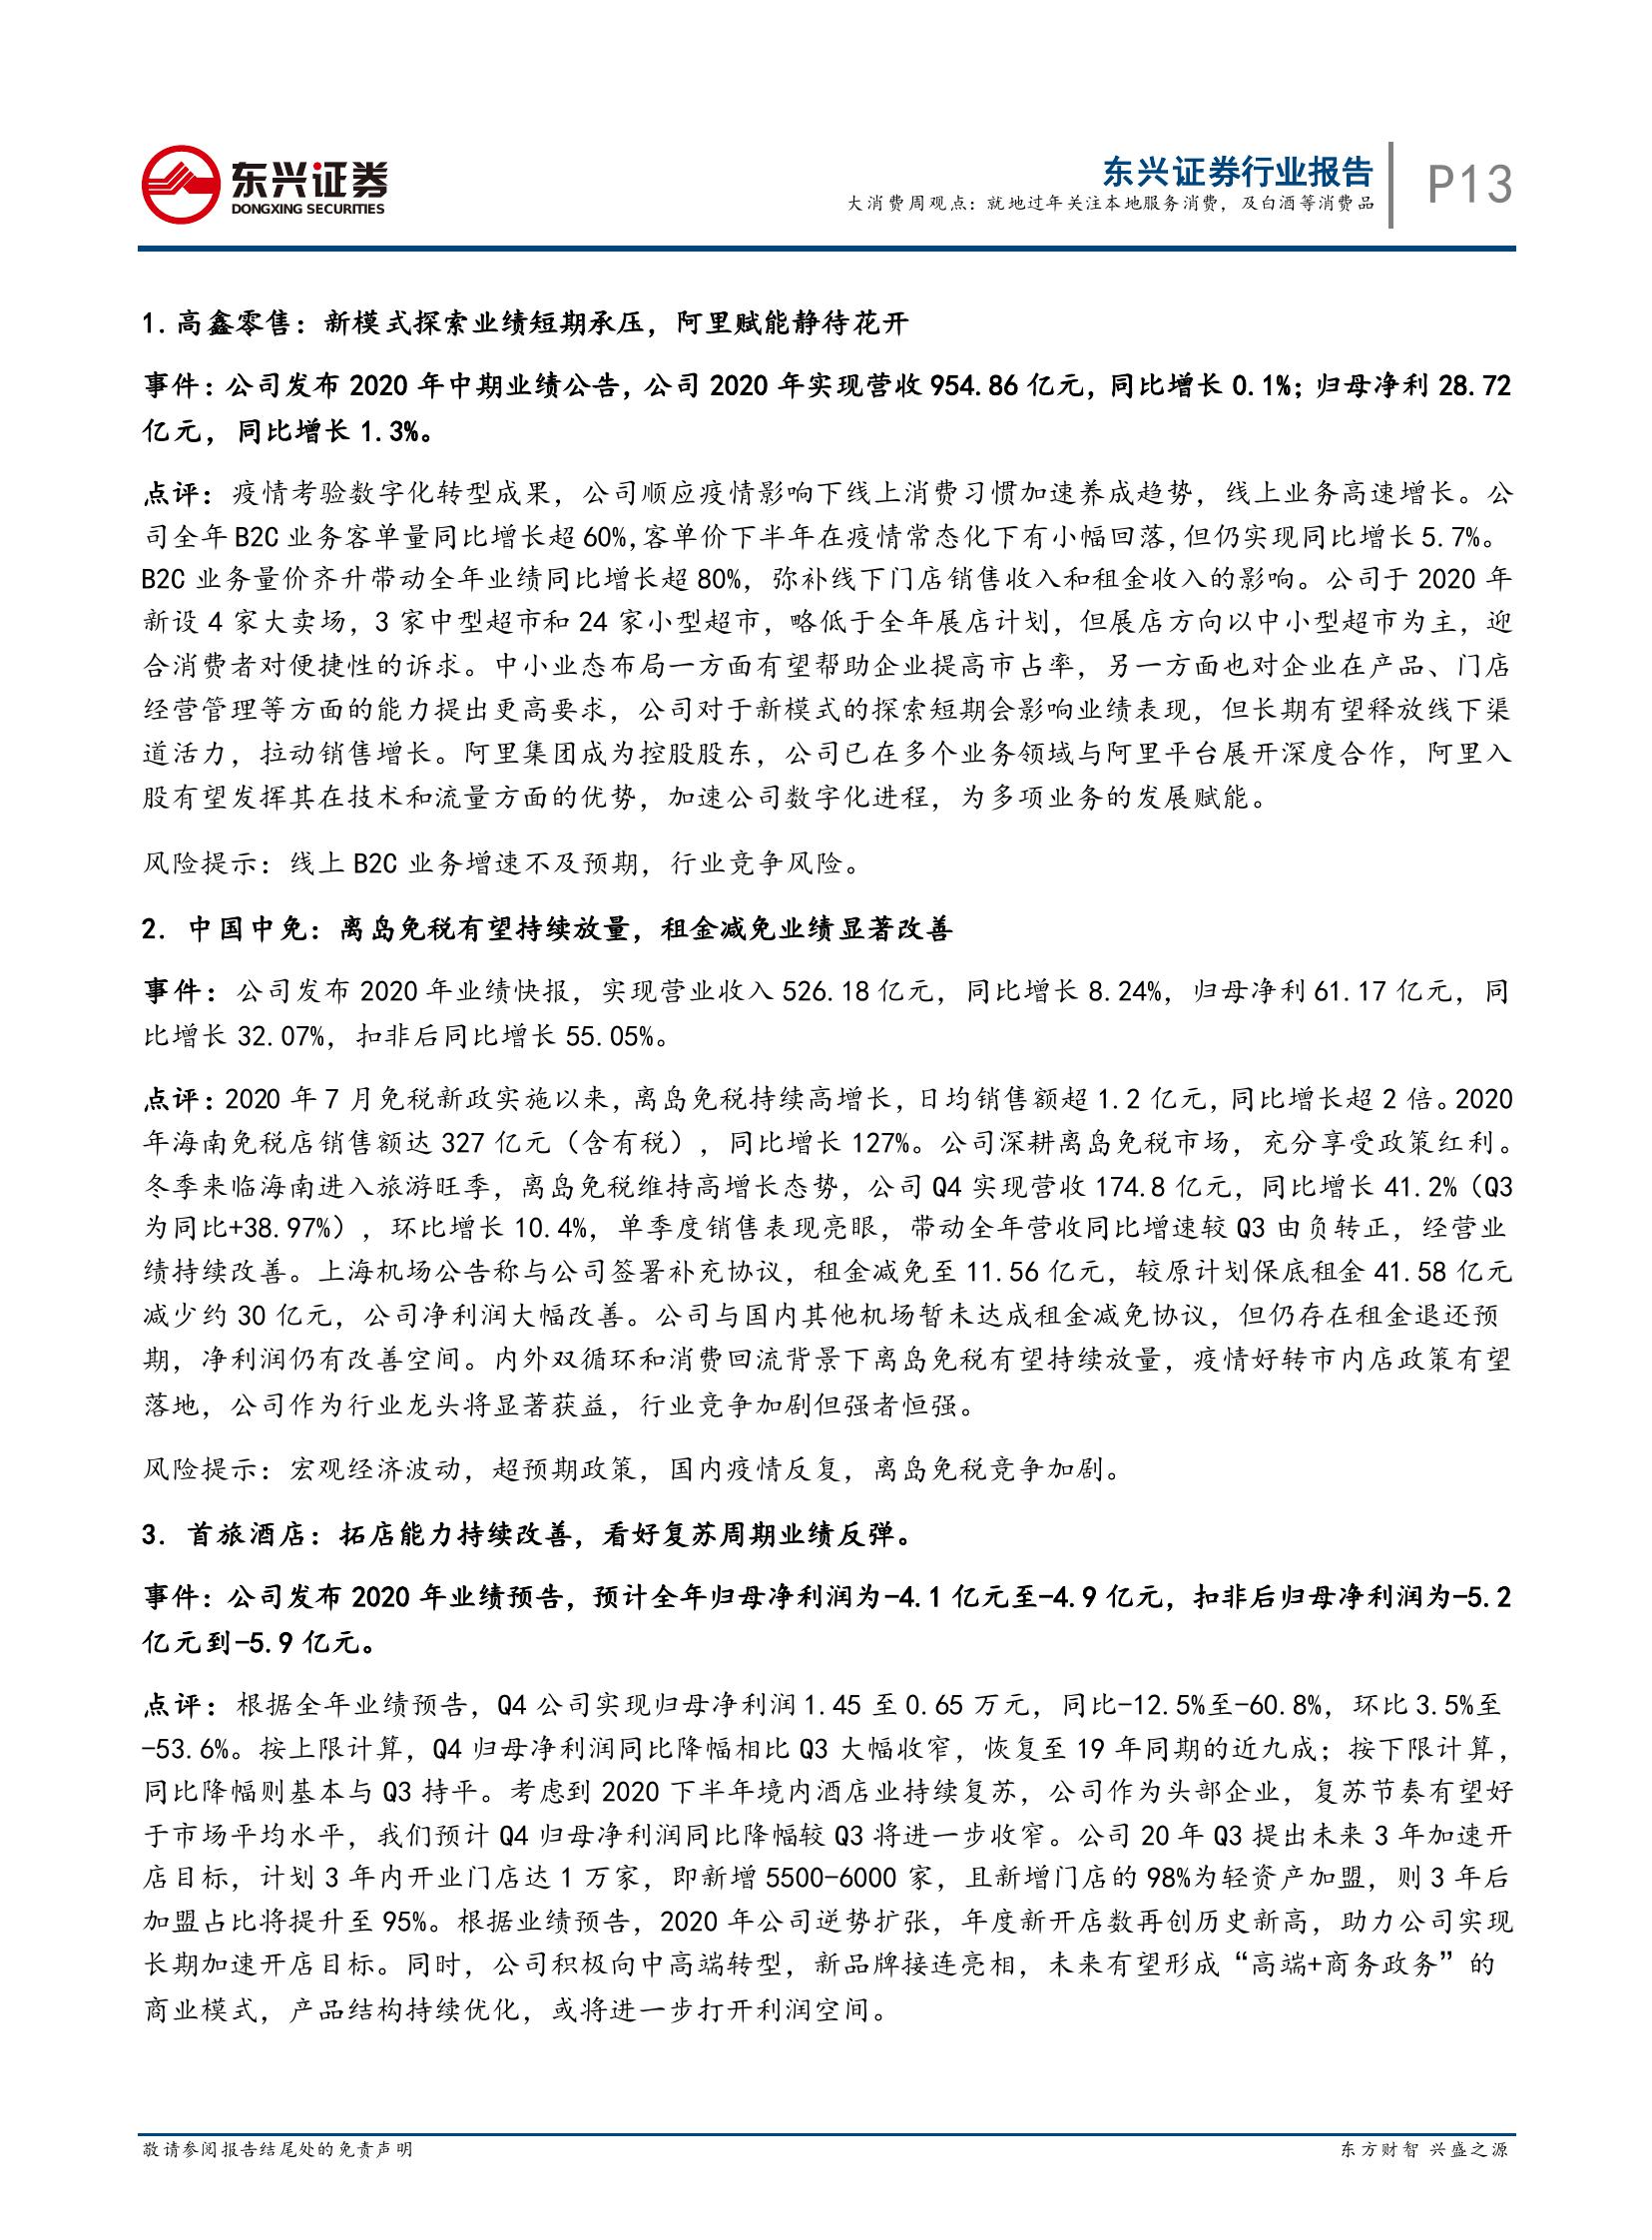 东兴证券
DONGXING SECURITIES
东兴证券行业报告
大消费周观点：就地过年关注本地服务消费，及白酒等消费品
P13
1.高鑫零售：新模式探索业绩短期承压，阿里赋能静待花开
事件：公司发布 2020 年中期业绩公告，公司 2020 年实现营收 954.86 亿元，同比增长 0.1%；归母净利 28.72
亿元，同比增长 1.3%。
点评：疫情考验数字化转型成果，公司顺应疫情影响下线上消费习惯加速养成趋势，线上业务高速增长。公
司全年 B2C 业务客单量同比增长超 60%，客单价下半年在疫情常态化下有小幅回落，但仍实现同比增长 5.7%。
B2C 业务量价齐升带动全年业绩同比增长超 80%，弥补线下门店销售收入和租金收入的影响。公司于 2020 年
新设 4 家大卖场，3 家中型超市和 24 家小型超市，略低于全年展店计划，但展店方向以中小型超市为主，迎
合消费者对便捷性的诉求。中小业态布局一方面有望帮助企业提高市占率，另一方面也对企业在产品、门店
经营管理等方面的能力提出更高要求，公司对于新模式的探索短期会影响业绩表现，但长期有望释放线下渠
道活力，拉动销售增长。阿里集团成为控股股东，公司已在多个业务领域与阿里平台展开深度合作，阿里入
股有望发挥其在技术和流量方面的优势，加速公司数字化进程，为多项业务的发展赋能。
风险提示：线上 B2C 业务增速不及预期，行业竞争风险。
2. 中国中免：离岛免税有望持续放量，租金减免业绩显著改善
事件：公司发布 2020 年业绩快报，实现营业收入 526.18 亿元，同比增长 8.24%，归母净利 61.17 亿元，同
比增长 32.07%，扣非后同比增长 55.05%。
点评：2020 年 7 月免税新政实施以来，离岛免税持续高增长，日均销售额超 1.2 亿元，同比增长超 2 倍。2020
年海南免税店销售额达 327 亿元（含有税），同比增长 127%。公司深耕离岛免税市场，充分享受政策红利。
冬季来临海南进入旅游旺季，离岛免税维持高增长态势，公司 Q4 实现营收 174.8 亿元，同比增长 41.2%（Q3
为同比+38.97%），环比增长 10.4%，单季度销售表现亮眼，带动全年营收同比增速较 Q3 由负转正，经营业
绩持续改善。上海机场公告称与公司签署补充协议，租金减免至 11.56 亿元，较原计划保底租金 41.58 亿元
减少约 30 亿元，公司净利润大幅改善。公司与国内其他机场暂未达成租金减免协议，但仍存在租金退还预
期，净利润仍有改善空间。内外双循环和消费回流背景下离岛免税有望持续放量，疫情好转市内店政策有望
落地，公司作为行业龙头将显著获益，行业竞争加剧但强者恒强。
风险提示：宏观经济波动，超预期政策，国内疫情反复，离岛免税竞争加剧。
3. 首旅酒店：拓店能力持续改善，看好复苏周期业绩反弹。
事件：公司发布 2020 年业绩预告，预计全年归母净利润为-4.1 亿元至-4.9 亿元，扣非后归母净利润为-5.2
亿元到-5.9 亿元。
点评：根据全年业绩预告，Q4 公司实现归母净利润 1.45 至 0.65 万元，同比-12.5%至-60.8%，环比 3.5%至
-53.6%。按上限计算，Q4 归母净利润同比降幅相比 Q3 大幅收窄，恢复至 19 年同期的近九成；按下限计算，
同比降幅则基本与 Q3 持平。考虑到 2020 下半年境内酒店业持续复苏，公司作为头部企业，复苏节奏有望好
于市场平均水平，我们预计 Q4 归母净利润同比降幅较 Q3 将进一步收窄。公司 20 年 Q3 提出未来 3 年加速开
店目标，计划 3 年内开业门店达 1 万家，即新增 5500-6000 家，且新增门店的 98%为轻资产加盟，则 3 年后
加盟占比将提升至 95%。根据业绩预告，2020 年公司逆势扩张，年度新开店数再创历史新高，助力公司实现
长期加速开店目标。同时，公司积极向中高端转型，新品牌接连亮相，未来有望形成“高端+商务政务”的
商业模式，产品结构持续优化，或将进一步打开利润空间。
敬请参阅报告结尾处的免责声明
东方财智 兴盛之源